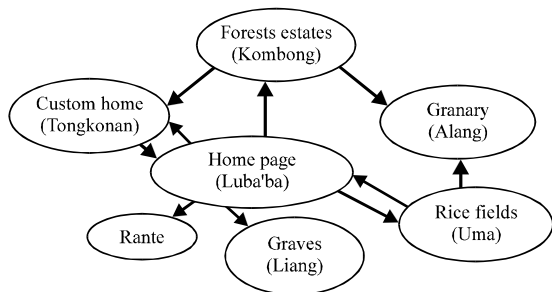 Forests estates
(Kombong)
Custom home
(Tongkonan)
Granary
(Alang)
Home page
(Luba'ba)
Rice fields
(Uma)
Rante
Graves
(Liang)